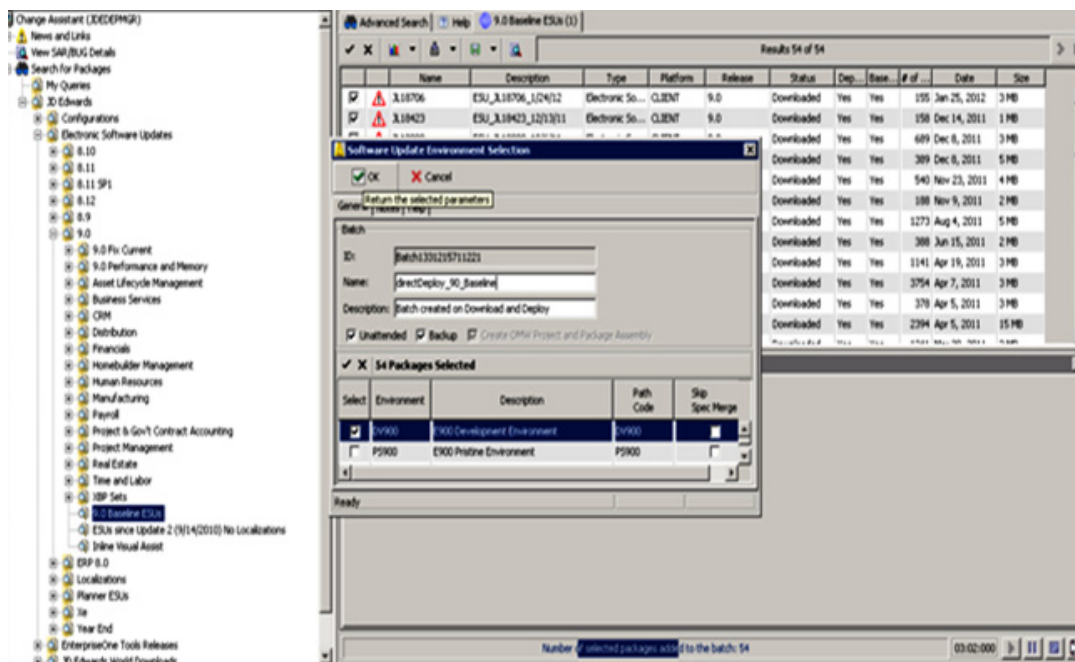 Change Assistant (JDEDEPMGR)
News and Links
View SAR/BUG Details
Search for Packages
My Queries
JD Edwards
Configurations
Electronic Software Updates
8.10
8.11
8.11 SP1
8.12
8.9
9.0
9.0 Fix Current
9.0 Performance and Memory
Asset Lifecycle Management
Business Services
CRM
Distribution
Financials
Homebuilder Management
Human Resources
Manufacturing
Payroll
Project & Gov't Contract Accounting
Project Management
Real Estate
Time and Labor
XBP Sets
9.0 Baseline ESUs
ESUs since Update 2 (9/14/2010) No Localizations
Inline Visual Assist
ERP 8.0
Localizations
Planner ESUs
Xe
Year End
EnterpriseOne Tools Releases
JD Edwards World Downloads
Advanced Search Help 9.0 Baseline ESUs (1)
Results 54 of 54
Name Description Type Platform Release Status Dep... Base... # of ... Date Size
JL18706 ESU_JL18706_1/24/12 Electronic So... CLIENT 9.0 Downloaded Yes Yes 155 Jan 25, 2012 3 MB
JL18423 ESU_JL18423_12/13/11 Electronic So... CLIENT 9.0 Downloaded Yes Yes 158 Dec 14, 2011 1 MB
Downloaded Yes Yes 689 Dec 8, 2011 3 MB
Downloaded Yes Yes 389 Dec 8, 2011 5 MB
Downloaded Yes Yes 540 Nov 23, 2011 4 MB
Downloaded Yes Yes 188 Nov 9, 2011 2 MB
Downloaded Yes Yes 1273 Aug 4, 2011 5 MB
Downloaded Yes Yes 388 Jun 15, 2011 2 MB
Downloaded Yes Yes 1141 Apr 19, 2011 3 MB
Downloaded Yes Yes 3754 Apr 7, 2011 3 MB
Downloaded Yes Yes 378 Apr 5, 2011 3 MB
Downloaded Yes Yes 2394 Apr 5, 2011 15 MB
Software Update Environment Selection
OK Cancel
Return the selected parameters
General Notes Help
Batch
ID: Batch1331215711221
Name: directDeploy_90_Baseline
Description: Batch created on Download and Deploy
Unattended Backup Create OMW Project and Package Assembly
54 Packages Selected
Select Environment Description Path Code Skip Spec Merge
DV900 E900 Development Environment DV900
PS900 E900 Pristine Environment PS900
Ready
Number of selected packages added to the batch: 54
03:02:000